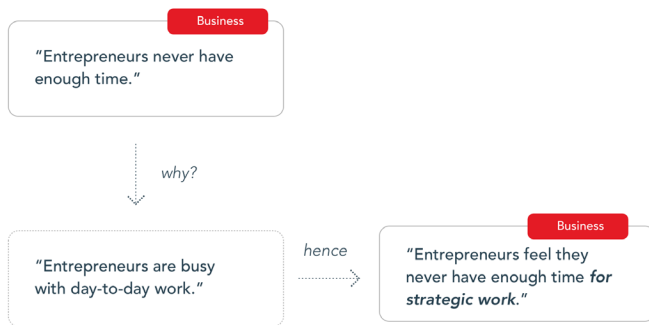 Business
“Entrepreneurs never have
enough time.”
why?
“Entrepreneurs are busy
with day-to-day work.”
hence
Business
“Entrepreneurs feel they
never have enough time for
strategic work.”